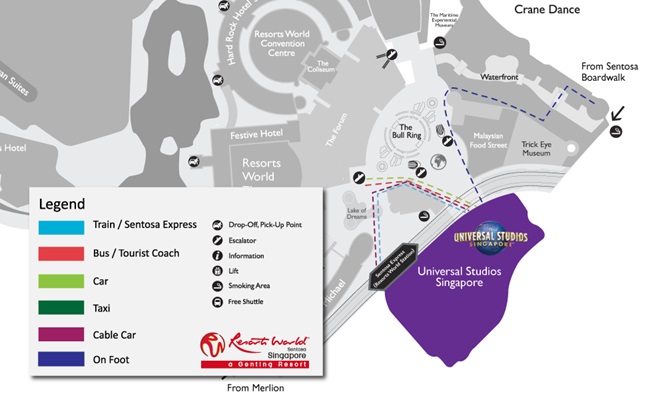 Crane Dance
The Maritime
Experiential
Museum
From Sentosa
Boardwalk
Hard Rock Hotel
Resorts World
Convention
Centre
The
Coliseum
Waterfront
The Forum
The
Bull Ring
Malaysian
Food Street
Trick Eye
Museum
Festive Hotel
Resorts
World
Lake of
Dreams
UNIVERSAL STUDIOS
SINGAPORE
Universal Studios
Singapore
Sentosa Express
(Resorts World Station)
Michael
an Suites
s Hotel
Legend
Train / Sentosa Express
Bus / Tourist Coach
Car
Taxi
Cable Car
On Foot
Drop-Off, Pick-Up Point
Escalator
Information
Lift
Smoking Area
Free Shuttle
Resorts World
Sentosa
Singapore
a Genting Resort
From Merlion